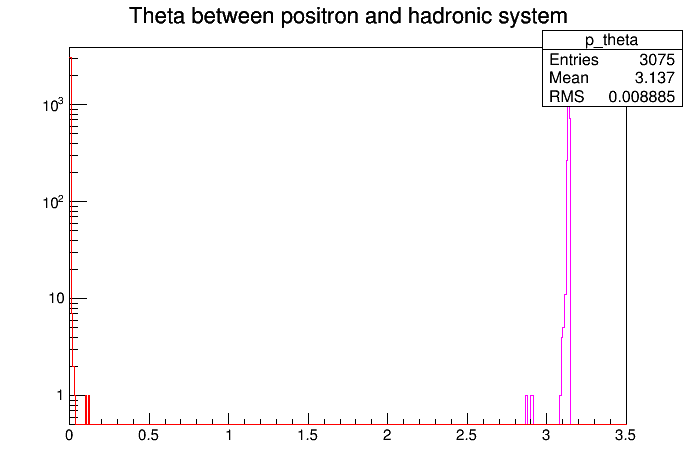 Theta between positron and hadronic system
p_theta
Entries 3075
Mean 3.137
RMS 0.008885
10³
10²
10
1
0 0.5 1 1.5 2 2.5 3 3.5